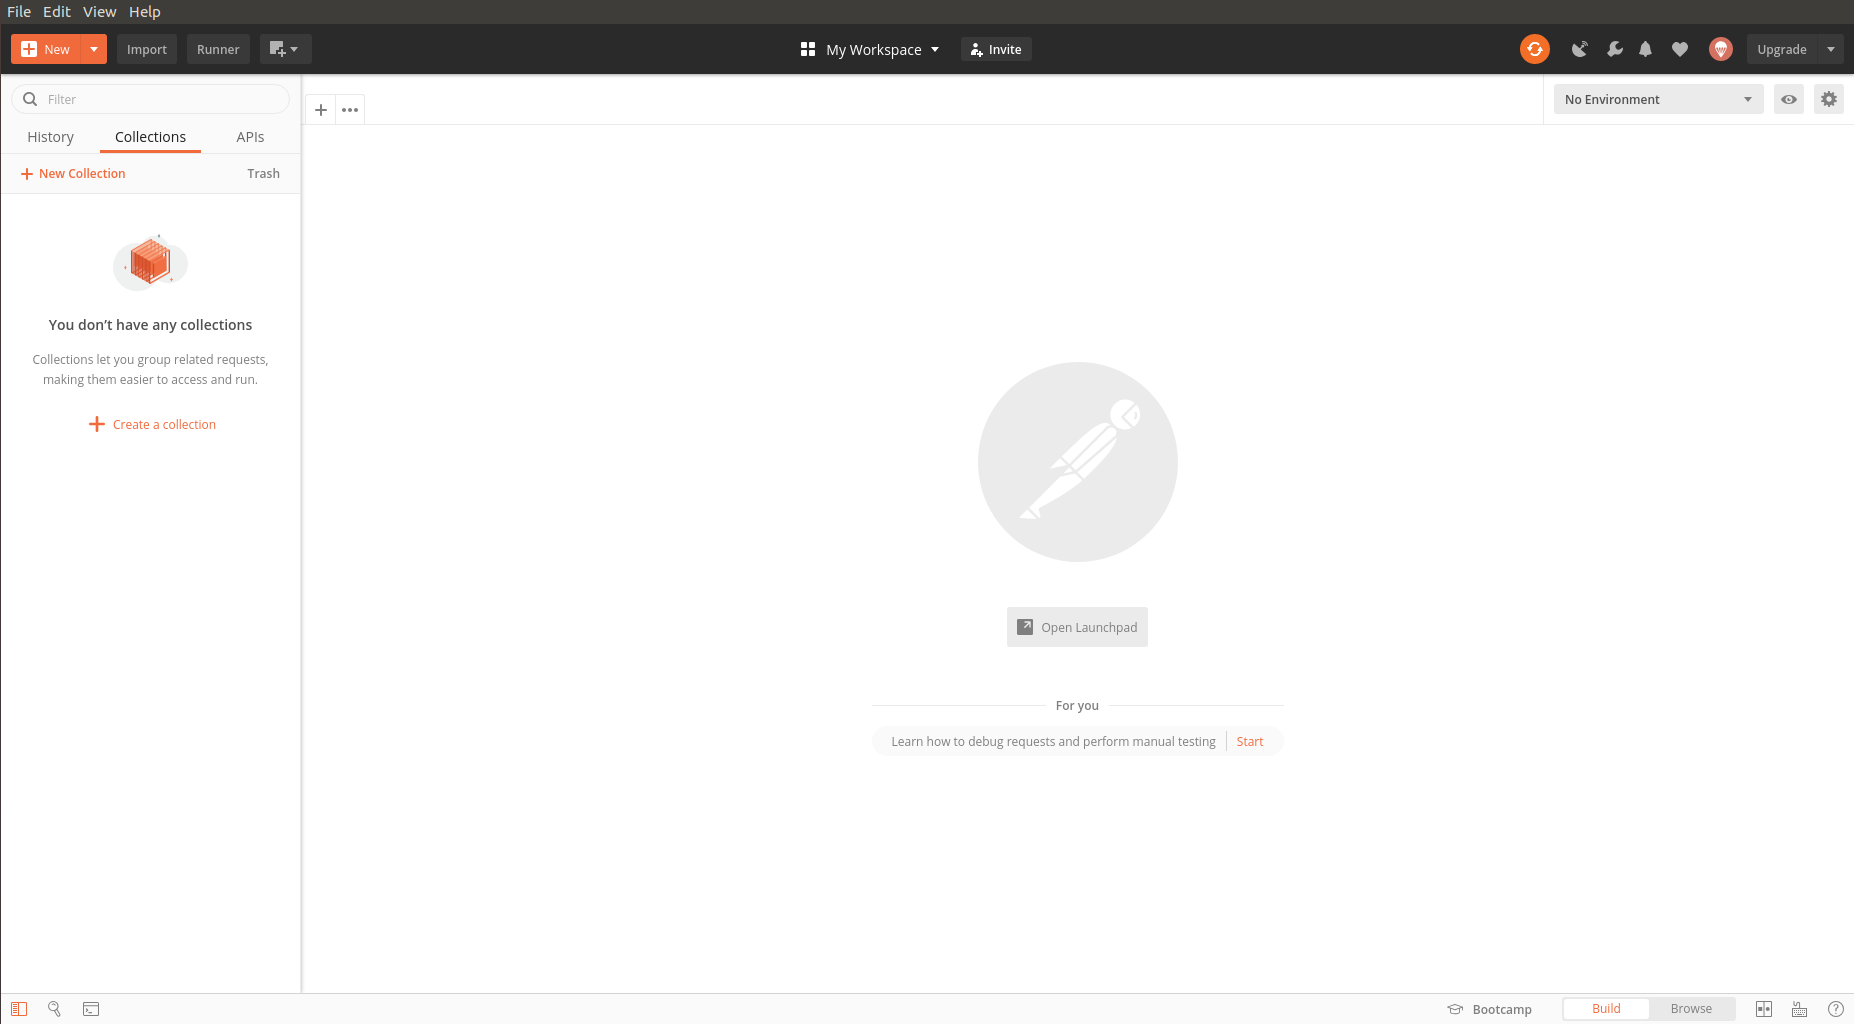 File Edit View Help
New Import Runner My Workspace Invite Upgrade
Filter
No Environment
History Collections APIs
New Collection Trash
You don’t have any collections
Collections let you group related requests,
making them easier to access and run.
Create a collection
Open Launchpad
For you
Learn how to debug requests and perform manual testing Start
Bootcamp Build Browse